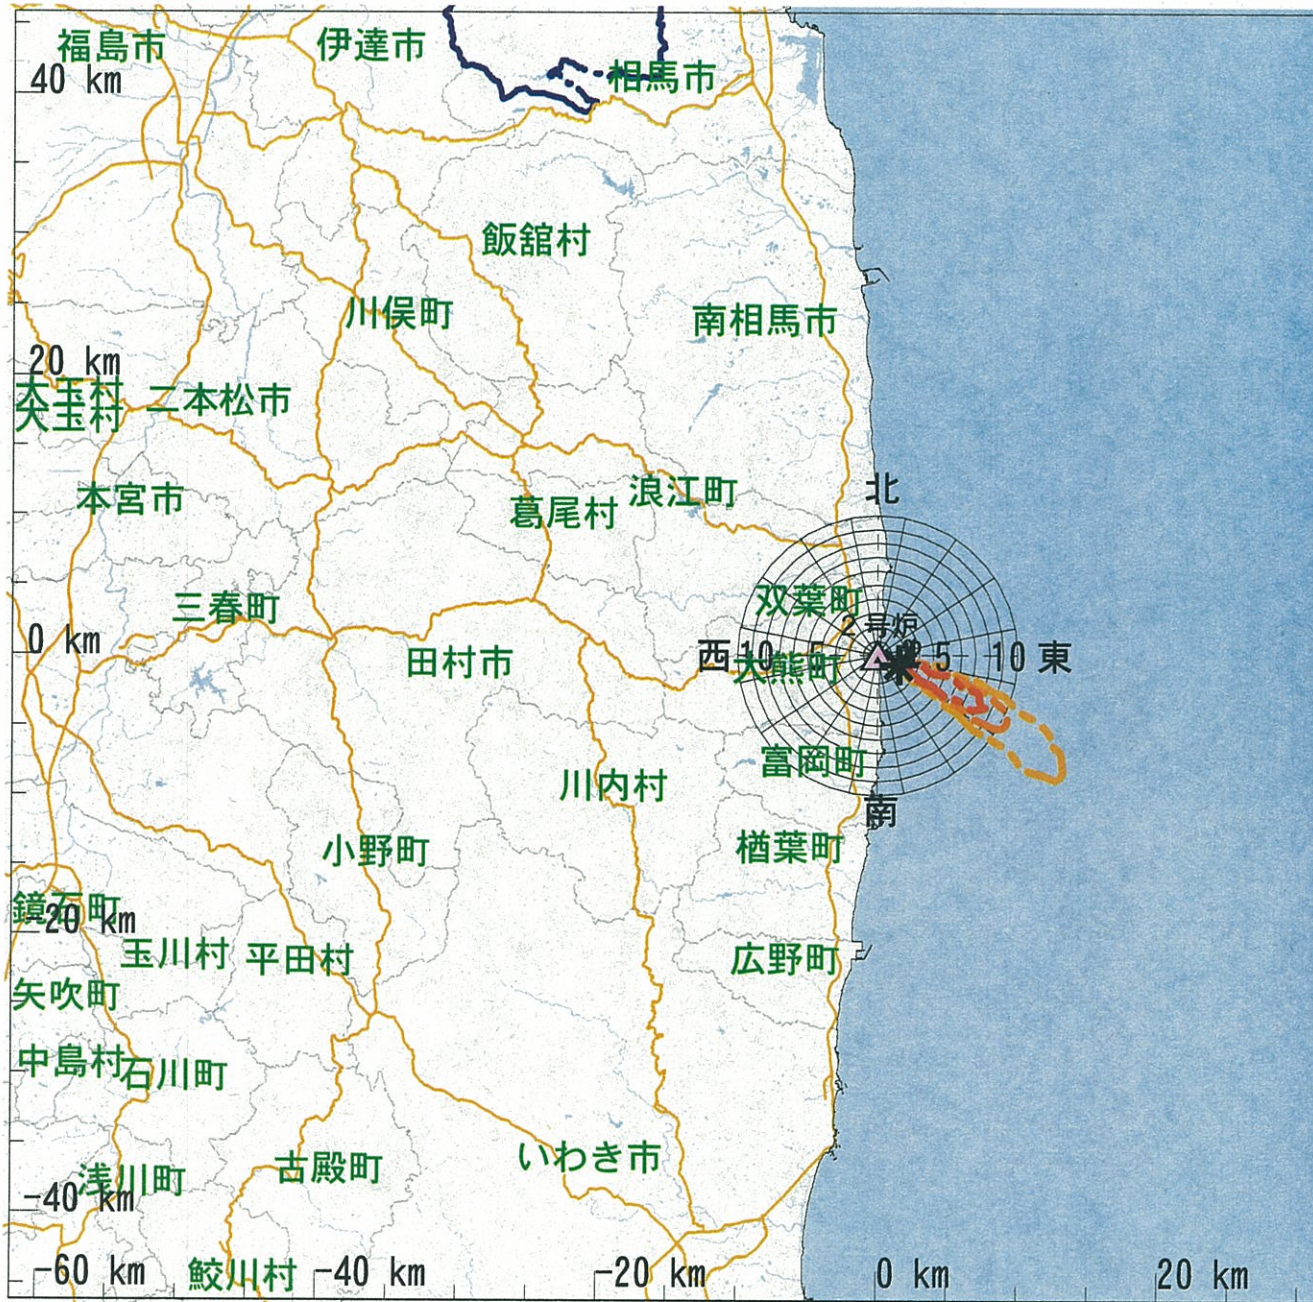 福島市
伊達市
40 km
相馬市
飯舘村
川俣町
南相馬市
20 km
大玉村
大玉村
二本松市
本宮市
葛尾村
浪江町
北
三春町
双葉町
2号炉
0 km
田村市
西 10 5
大熊町
5 10 東
富岡町
川内村
南
小野町
楢葉町
鏡石町
-20 km
玉川村
平田村
広野町
矢吹町
中島村
石川町
いわき市
古殿町
浅川町
-40 km
鮫川村
-60 km -40 km -20 km 0 km 20 km